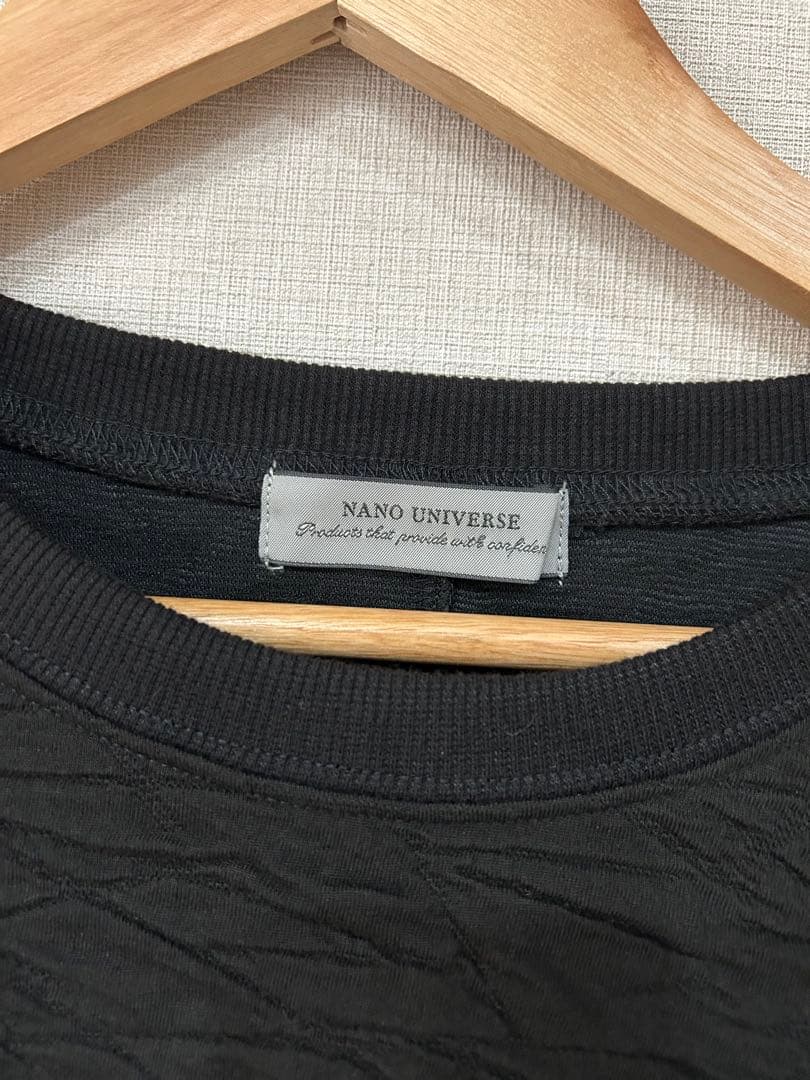 NANO UNIVERSE
Products that provide with confiden